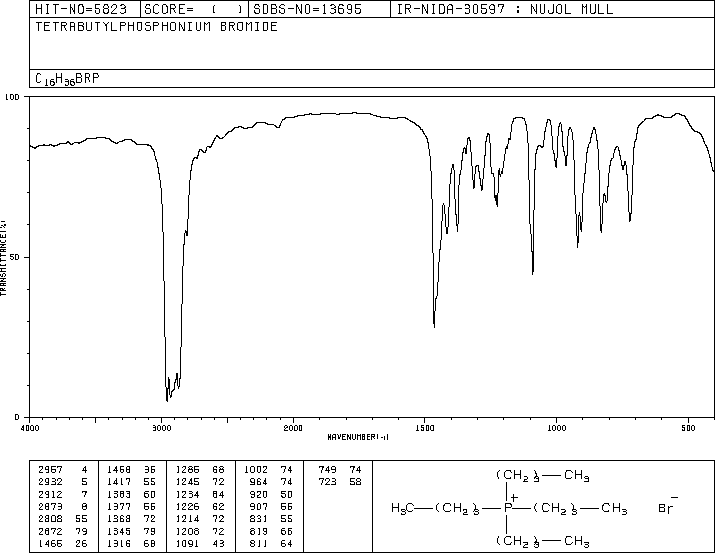 HIT-NO=5823 SCORE= ( ) SDBS-NO=13695 IR-NIDA-30597 : NUJOL MULL
TETRABUTYLPHOSPHONIUM BROMIDE
C16H36BRP
100
50
0
TRANSMITTANCE(%)
4000 3000 2000 1500 1000 500
WAVENUMBER(-1)
2957 4 1458 36 1286 68 1002 74 749 74
2932 5 1417 55 1245 72 964 74 723 58
2912 7 1383 60 1234 64 920 50
2873 8 1377 55 1226 62 907 55
2808 55 1368 72 1214 72 831 55
2672 79 1345 79 1208 72 819 66
1466 26 1316 68 1091 43 811 64
(CH2)3—CH3
H3C—(CH2)3—P+—(CH2)3—CH3 Br−
(CH2)3—CH3